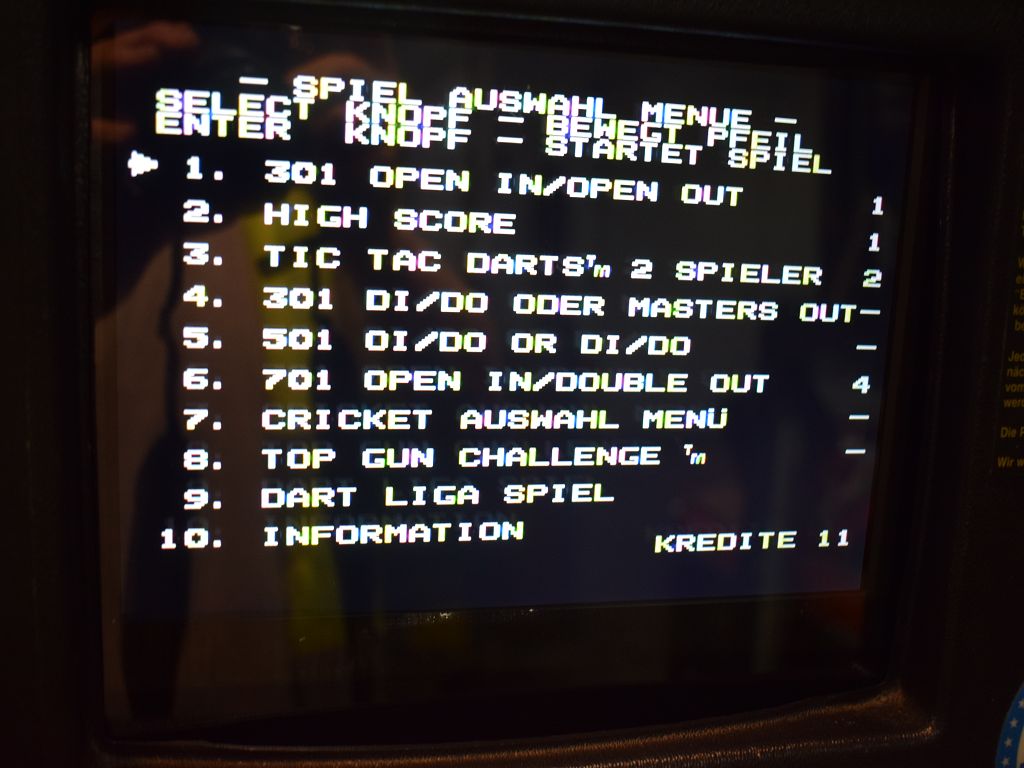 — SPIEL AUSWAHL MENUE —
SELECT KNOPF — BEWEGT PFEIL
ENTER KNOPF — STARTET SPIEL
1. 301 OPEN IN/OPEN OUT 1
2. HIGH SCORE 1
3. TIC TAC DARTS™ 2 SPIELER 2
4. 301 DI/DO ODER MASTERS OUT —
5. 501 OI/DO OR DI/DO —
6. 701 OPEN IN/DOUBLE OUT 4
7. CRICKET AUSWAHL MENÜ —
8. TOP GUN CHALLENGE ™ —
9. DART LIGA SPIEL
10. INFORMATION
KREDITE 11
Die
Wir